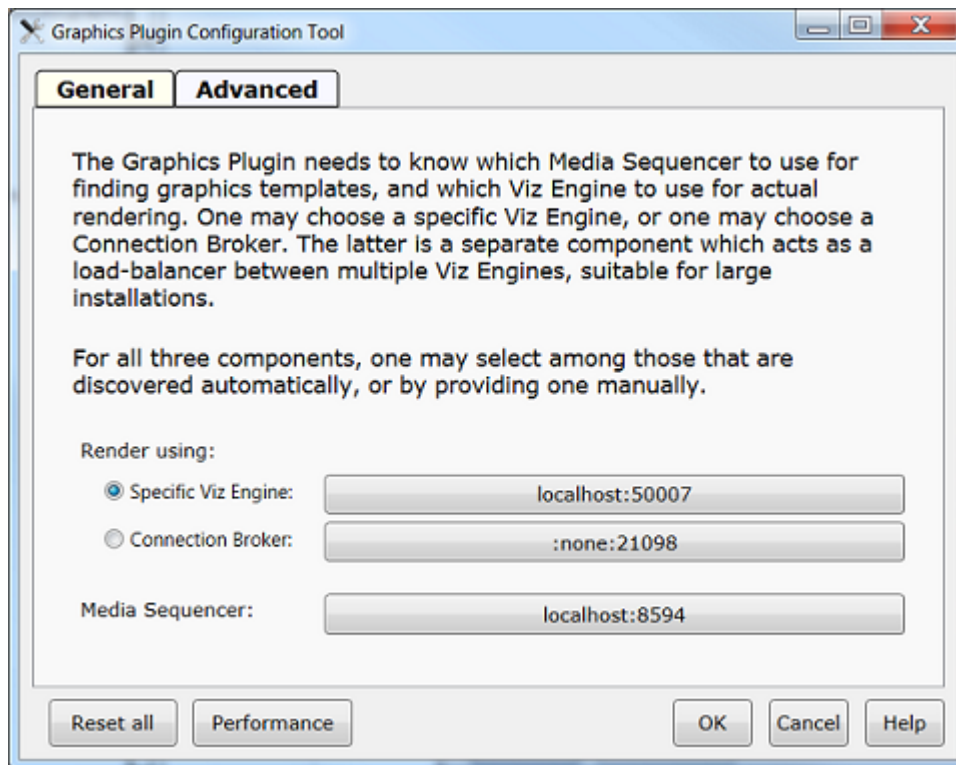 Graphics Plugin Configuration Tool
General Advanced
The Graphics Plugin needs to know which Media Sequencer to use for
finding graphics templates, and which Viz Engine to use for actual
rendering. One may choose a specific Viz Engine, or one may choose a
Connection Broker. The latter is a separate component which acts as a
load-balancer between multiple Viz Engines, suitable for large
installations.
For all three components, one may select among those that are
discovered automatically, or by providing one manually.
Render using:
Specific Viz Engine: localhost:50007
Connection Broker: :none:21098
Media Sequencer: localhost:8594
Reset all Performance OK Cancel Help